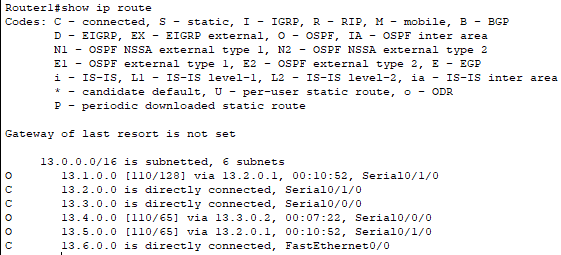 Router1#show ip route
Codes: C - connected, S - static, I - IGRP, R - RIP, M - mobile, B - BGP
D - EIGRP, EX - EIGRP external, O - OSPF, IA - OSPF inter area
N1 - OSPF NSSA external type 1, N2 - OSPF NSSA external type 2
E1 - OSPF external type 1, E2 - OSPF external type 2, E - EGP
i - IS-IS, L1 - IS-IS level-1, L2 - IS-IS level-2, ia - IS-IS inter area
* - candidate default, U - per-user static route, o - ODR
P - periodic downloaded static route
Gateway of last resort is not set
13.0.0.0/16 is subnetted, 6 subnets
O 13.1.0.0 [110/128] via 13.2.0.1, 00:10:52, Serial0/1/0
C 13.2.0.0 is directly connected, Serial0/1/0
C 13.3.0.0 is directly connected, Serial0/0/0
O 13.4.0.0 [110/65] via 13.3.0.2, 00:07:22, Serial0/0/0
O 13.5.0.0 [110/65] via 13.2.0.1, 00:10:52, Serial0/1/0
C 13.6.0.0 is directly connected, FastEthernet0/0